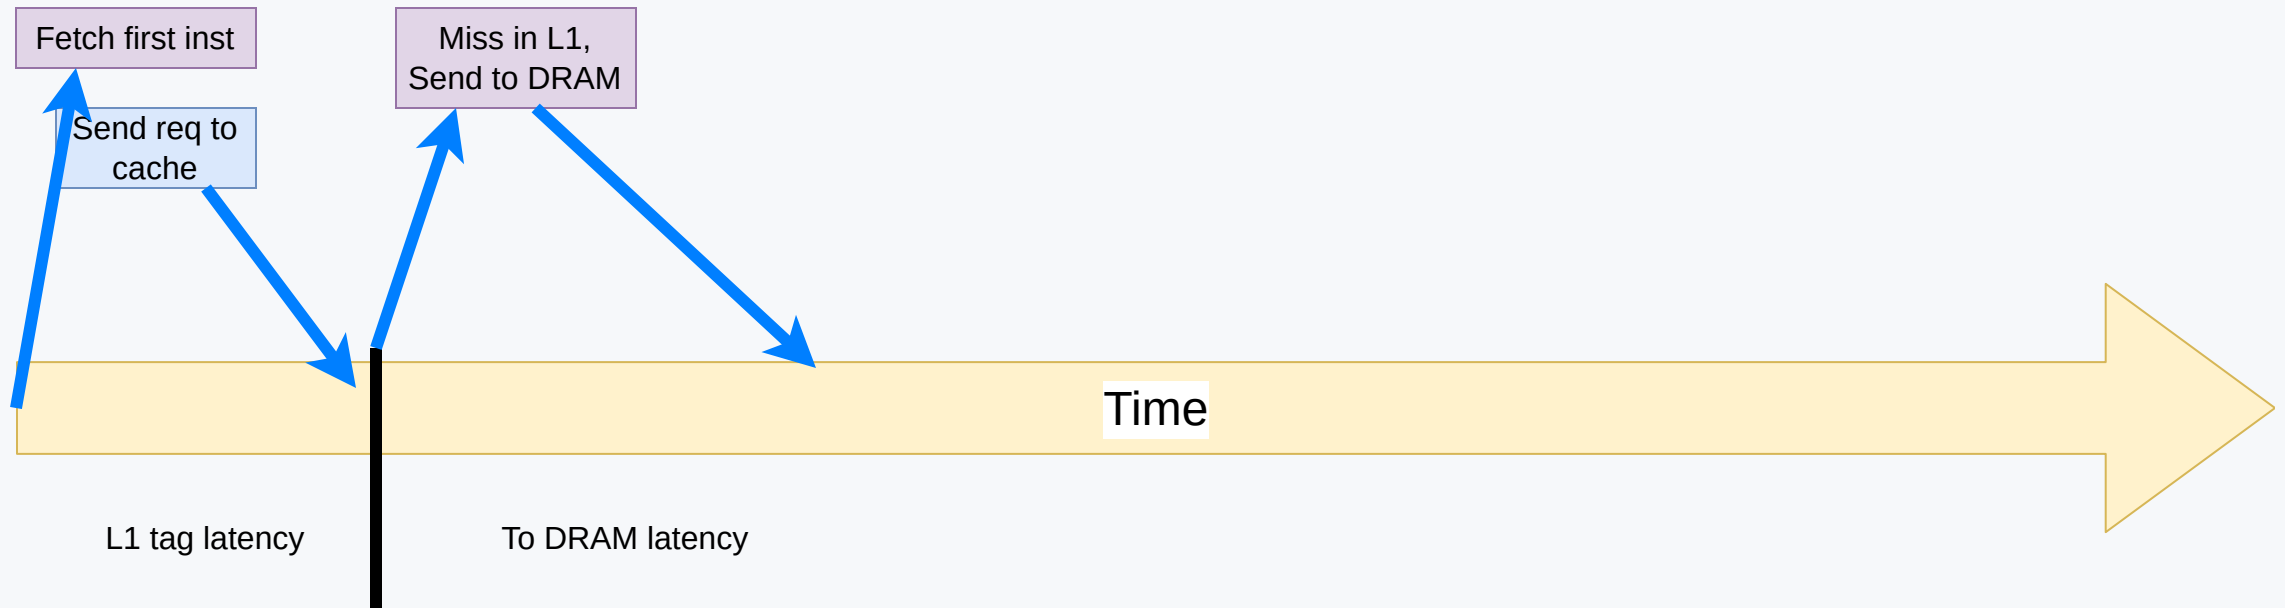 Fetch first inst
Send req to
cache
Miss in L1,
Send to DRAM
Time
L1 tag latency
To DRAM latency